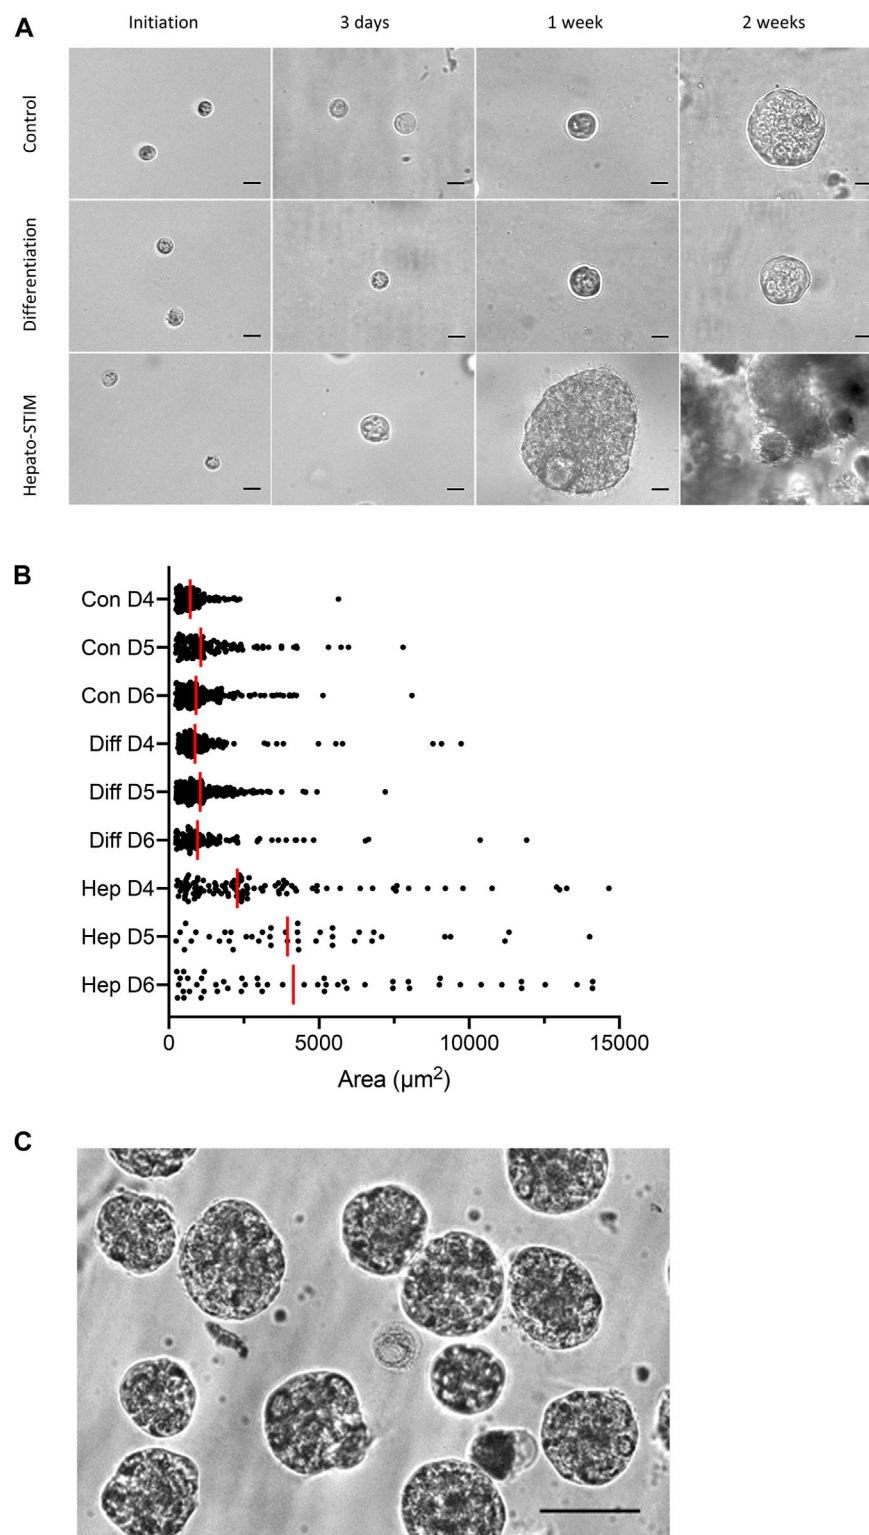 A
Initiation 3 days 1 week 2 weeks
Control
Differentiation
Hepato-STIM
B
Con D4
Con D5
Con D6
Diff D4
Diff D5
Diff D6
Hep D4
Hep D5
Hep D6
0 5000 10000 15000
Area (µm²)
C